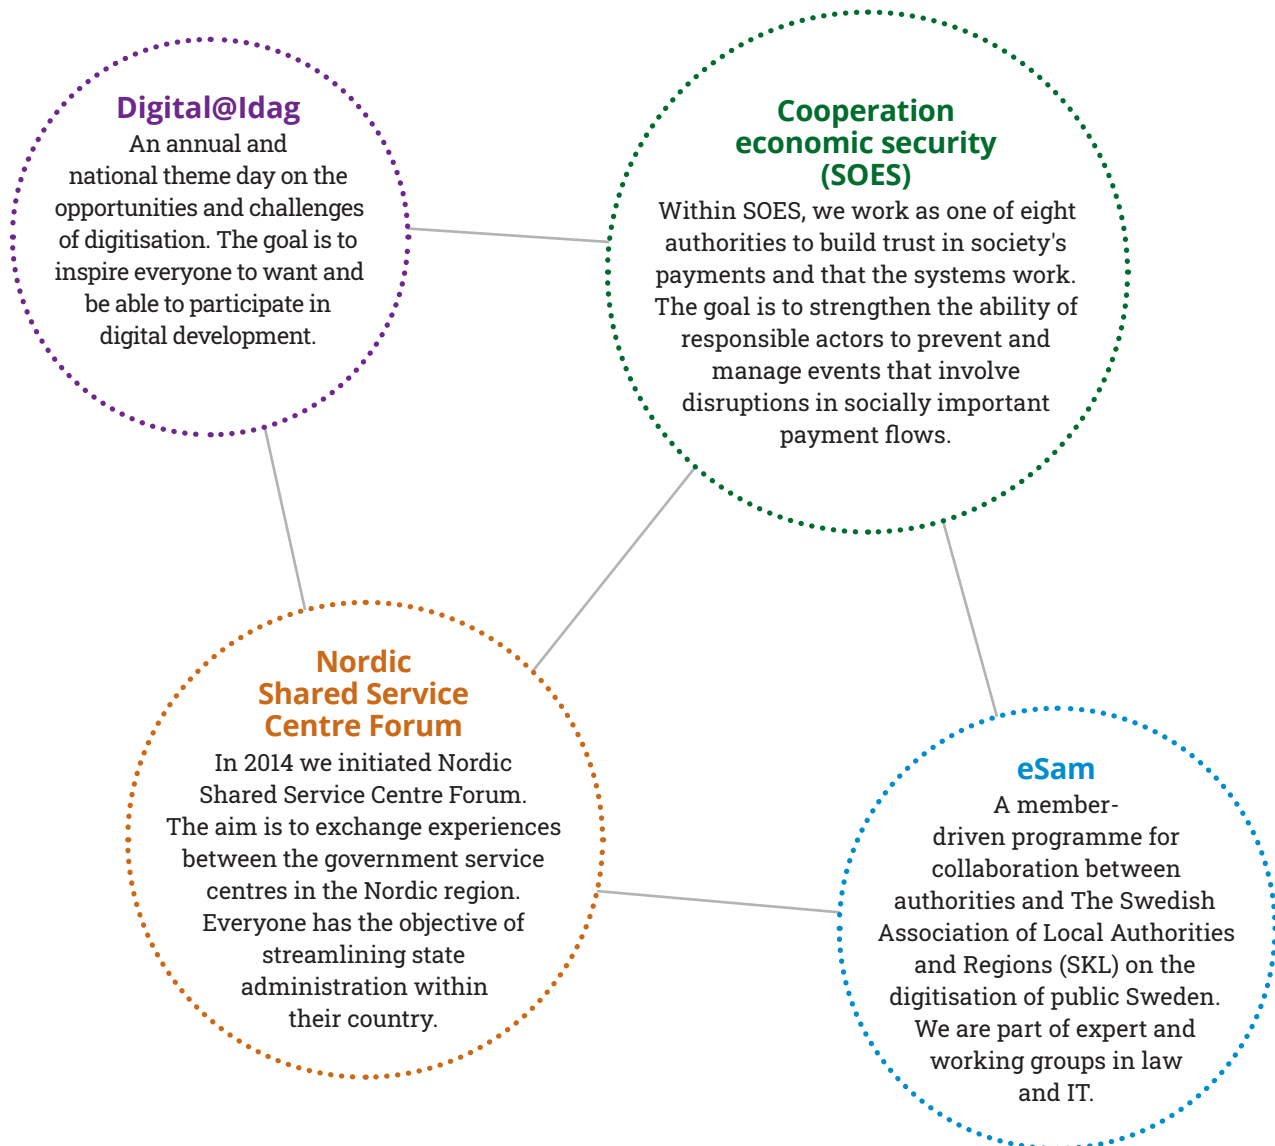 Digital@Idag
An annual and
national theme day on the
opportunities and challenges
of digitisation. The goal is to
inspire everyone to want and
be able to participate in
digital development.
Cooperation
economic security
(SOES)
Within SOES, we work as one of eight
authorities to build trust in society's
payments and that the systems work.
The goal is to strengthen the ability of
responsible actors to prevent and
manage events that involve
disruptions in socially important
payment flows.
Nordic
Shared Service
Centre Forum
In 2014 we initiated Nordic
Shared Service Centre Forum.
The aim is to exchange experiences
between the government service
centres in the Nordic region.
Everyone has the objective of
streamlining state
administration within
their country.
eSam
A member-
driven programme for
collaboration between
authorities and The Swedish
Association of Local Authorities
and Regions (SKL) on the
digitisation of public Sweden.
We are part of expert and
working groups in law
and IT.